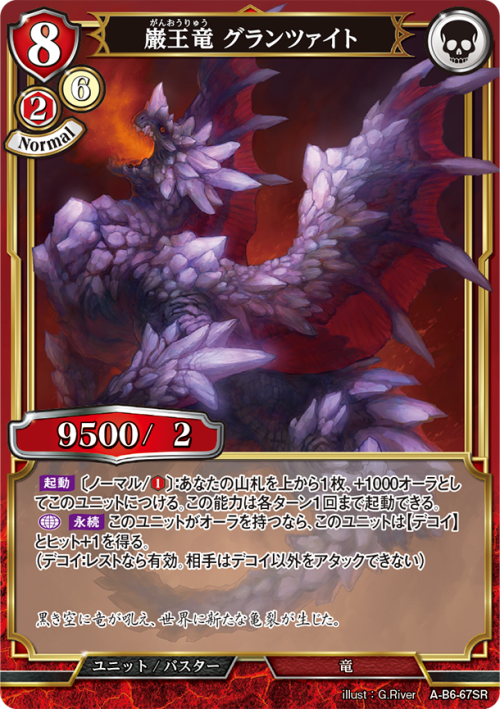 8
がんおうりゅう
巌王竜 グランツァイト
2
6
Normal
9500/ 2
起動 〔ノーマル/1〕:あなたの山札を上から1枚、+1000オーラとし
てこのユニットにつける。この能力は各ターン1回まで起動できる。
永続 このユニットがオーラを持つなら、このユニットは【デコイ】
とヒット+1を得る。
(デコイ:レストなら有効。相手はデコイ以外をアタックできない)
黒き空に竜が吼え、世界に新たな亀裂が生じた。
ユニット / バスター
竜
illust : G.River A-B6-67SR